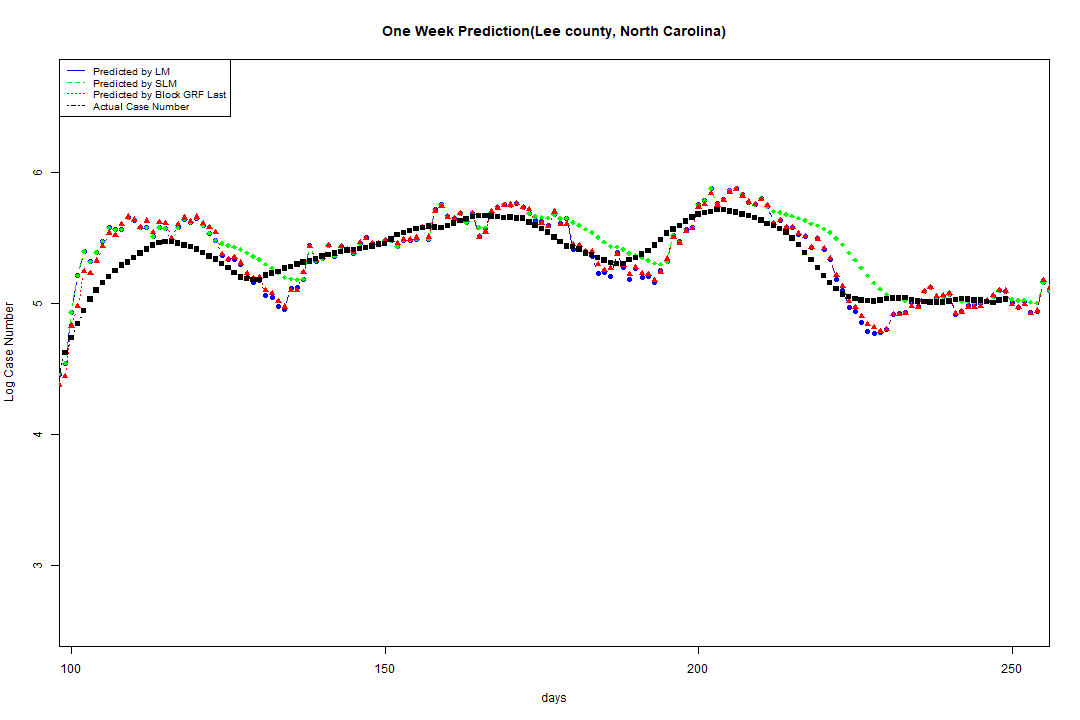 One Week Prediction(Lee county, North Carolina)
Predicted by LM
Predicted by SLM
Predicted by Block GRF Last
Actual Case Number
6
5
4
3
Log Case Number
100 150 200 250
days